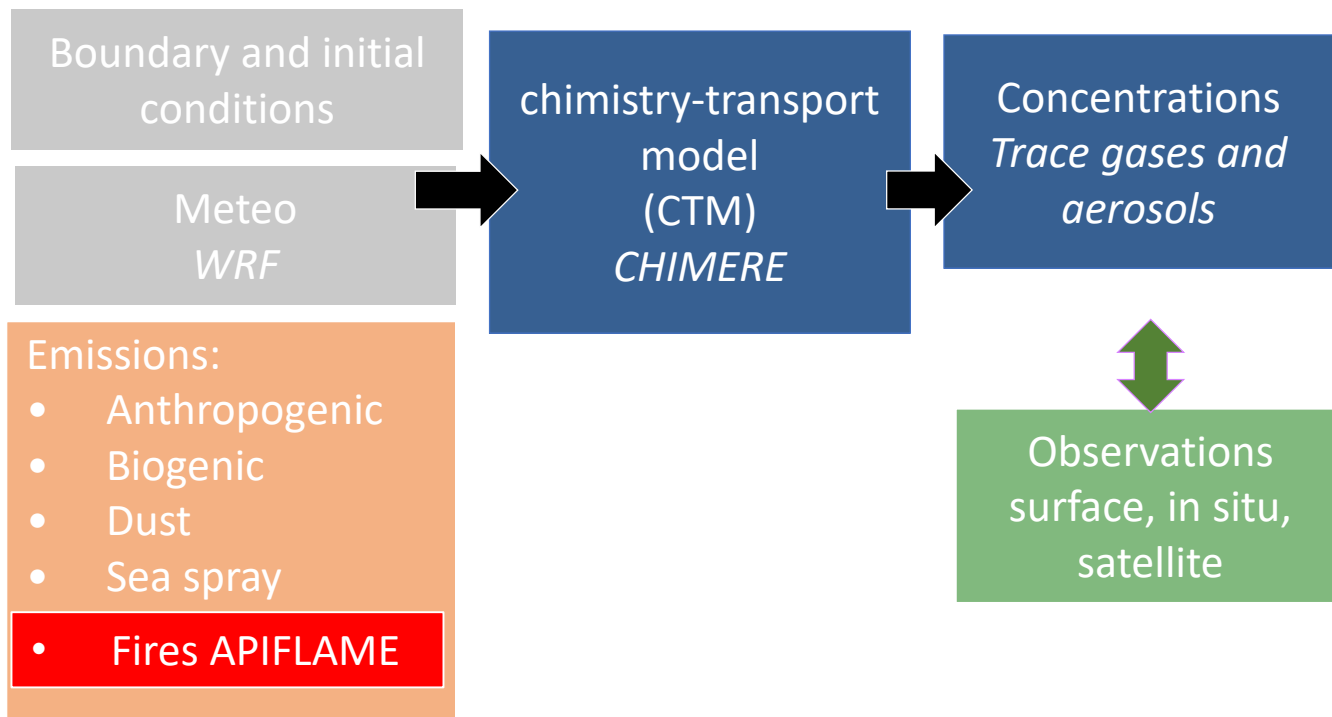 Boundary and initial
conditions
Meteo
WRF
Emissions:
• Anthropogenic
• Biogenic
• Dust
• Sea spray
• Fires APIFLAME
chimistry-transport
model
(CTM)
CHIMERE
Concentrations
Trace gases and
aerosols
Observations
surface, in situ,
satellite